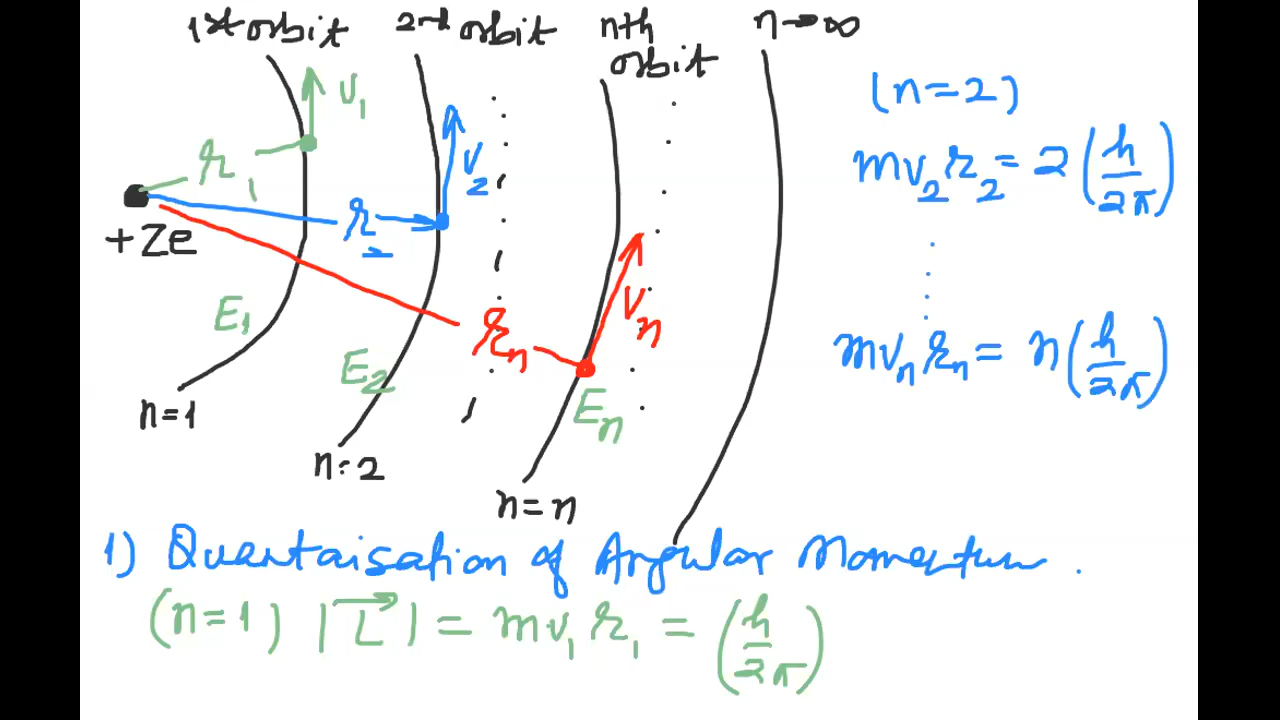 1st orbit
2nd orbit
nth
orbit
n→∞
V₁
r₁
+Ze
E₁
n=1
V₂
r₂
E₂
n=2
Vₙ
rₙ
Eₙ
n=n
(n=2)
mv₂r₂ = 2(h/2π)
mvₙrₙ = n(h/2π)
1) Quantaisation of Angular Momentum.
(n=1) |L⃗| = mv₁r₁ = (h/2π)